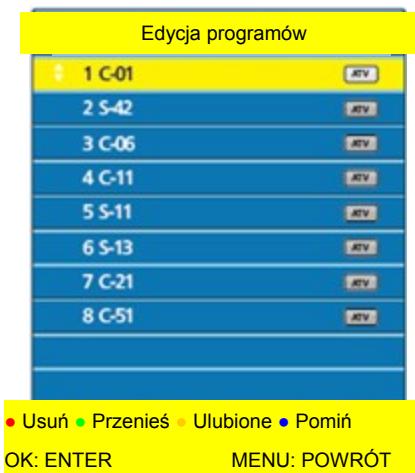 Edycja programów
1 C-01 ATV
2 S-42 ATV
3 C-06 ATV
4 C-11 ATV
5 S-11 ATV
6 S-13 ATV
7 C-21 ATV
8 C-51 ATV
• Usuń • Przenieś • Ulubione • Pomiń
OK: ENTER MENU: POWRÓT